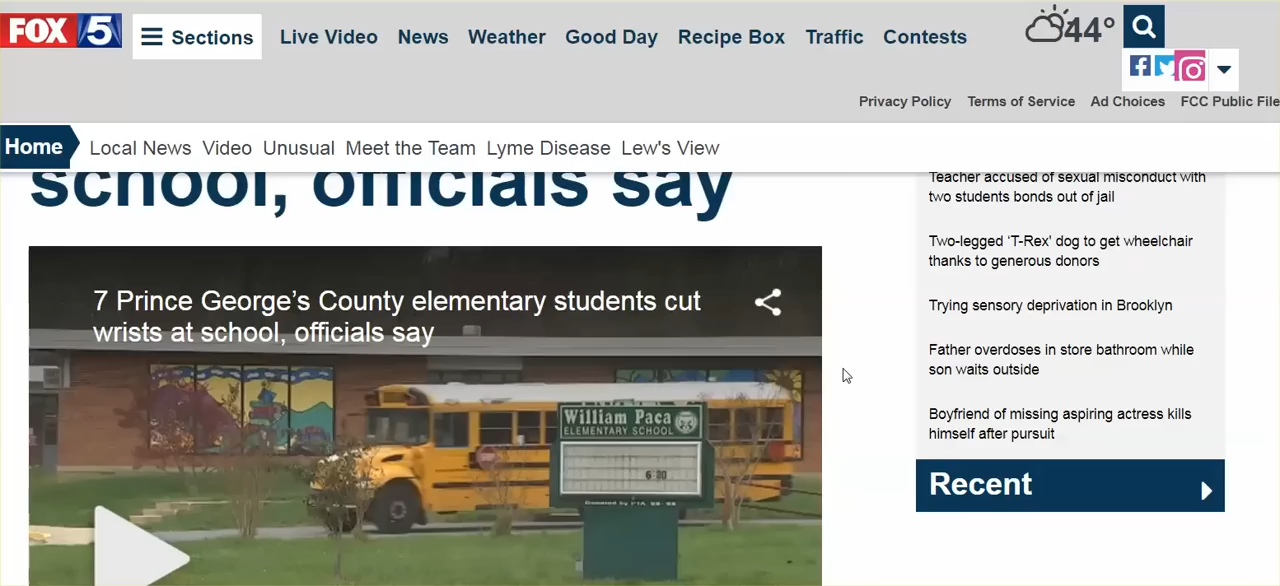 FOX 5
Sections
Live Video
News
Weather
Good Day
Recipe Box
Traffic
Contests
44°
Privacy Policy
Terms of Service
Ad Choices
FCC Public File
Home
Local News
Video
Unusual
Meet the Team
Lyme Disease
Lew's View
school, officials say
7 Prince George’s County elementary students cut
wrists at school, officials say
William Paca
ELEMENTARY SCHOOL
Donated by PTA
Teacher accused of sexual misconduct with
two students bonds out of jail
Two-legged ‘T-Rex’ dog to get wheelchair
thanks to generous donors
Trying sensory deprivation in Brooklyn
Father overdoses in store bathroom while
son waits outside
Boyfriend of missing aspiring actress kills
himself after pursuit
Recent